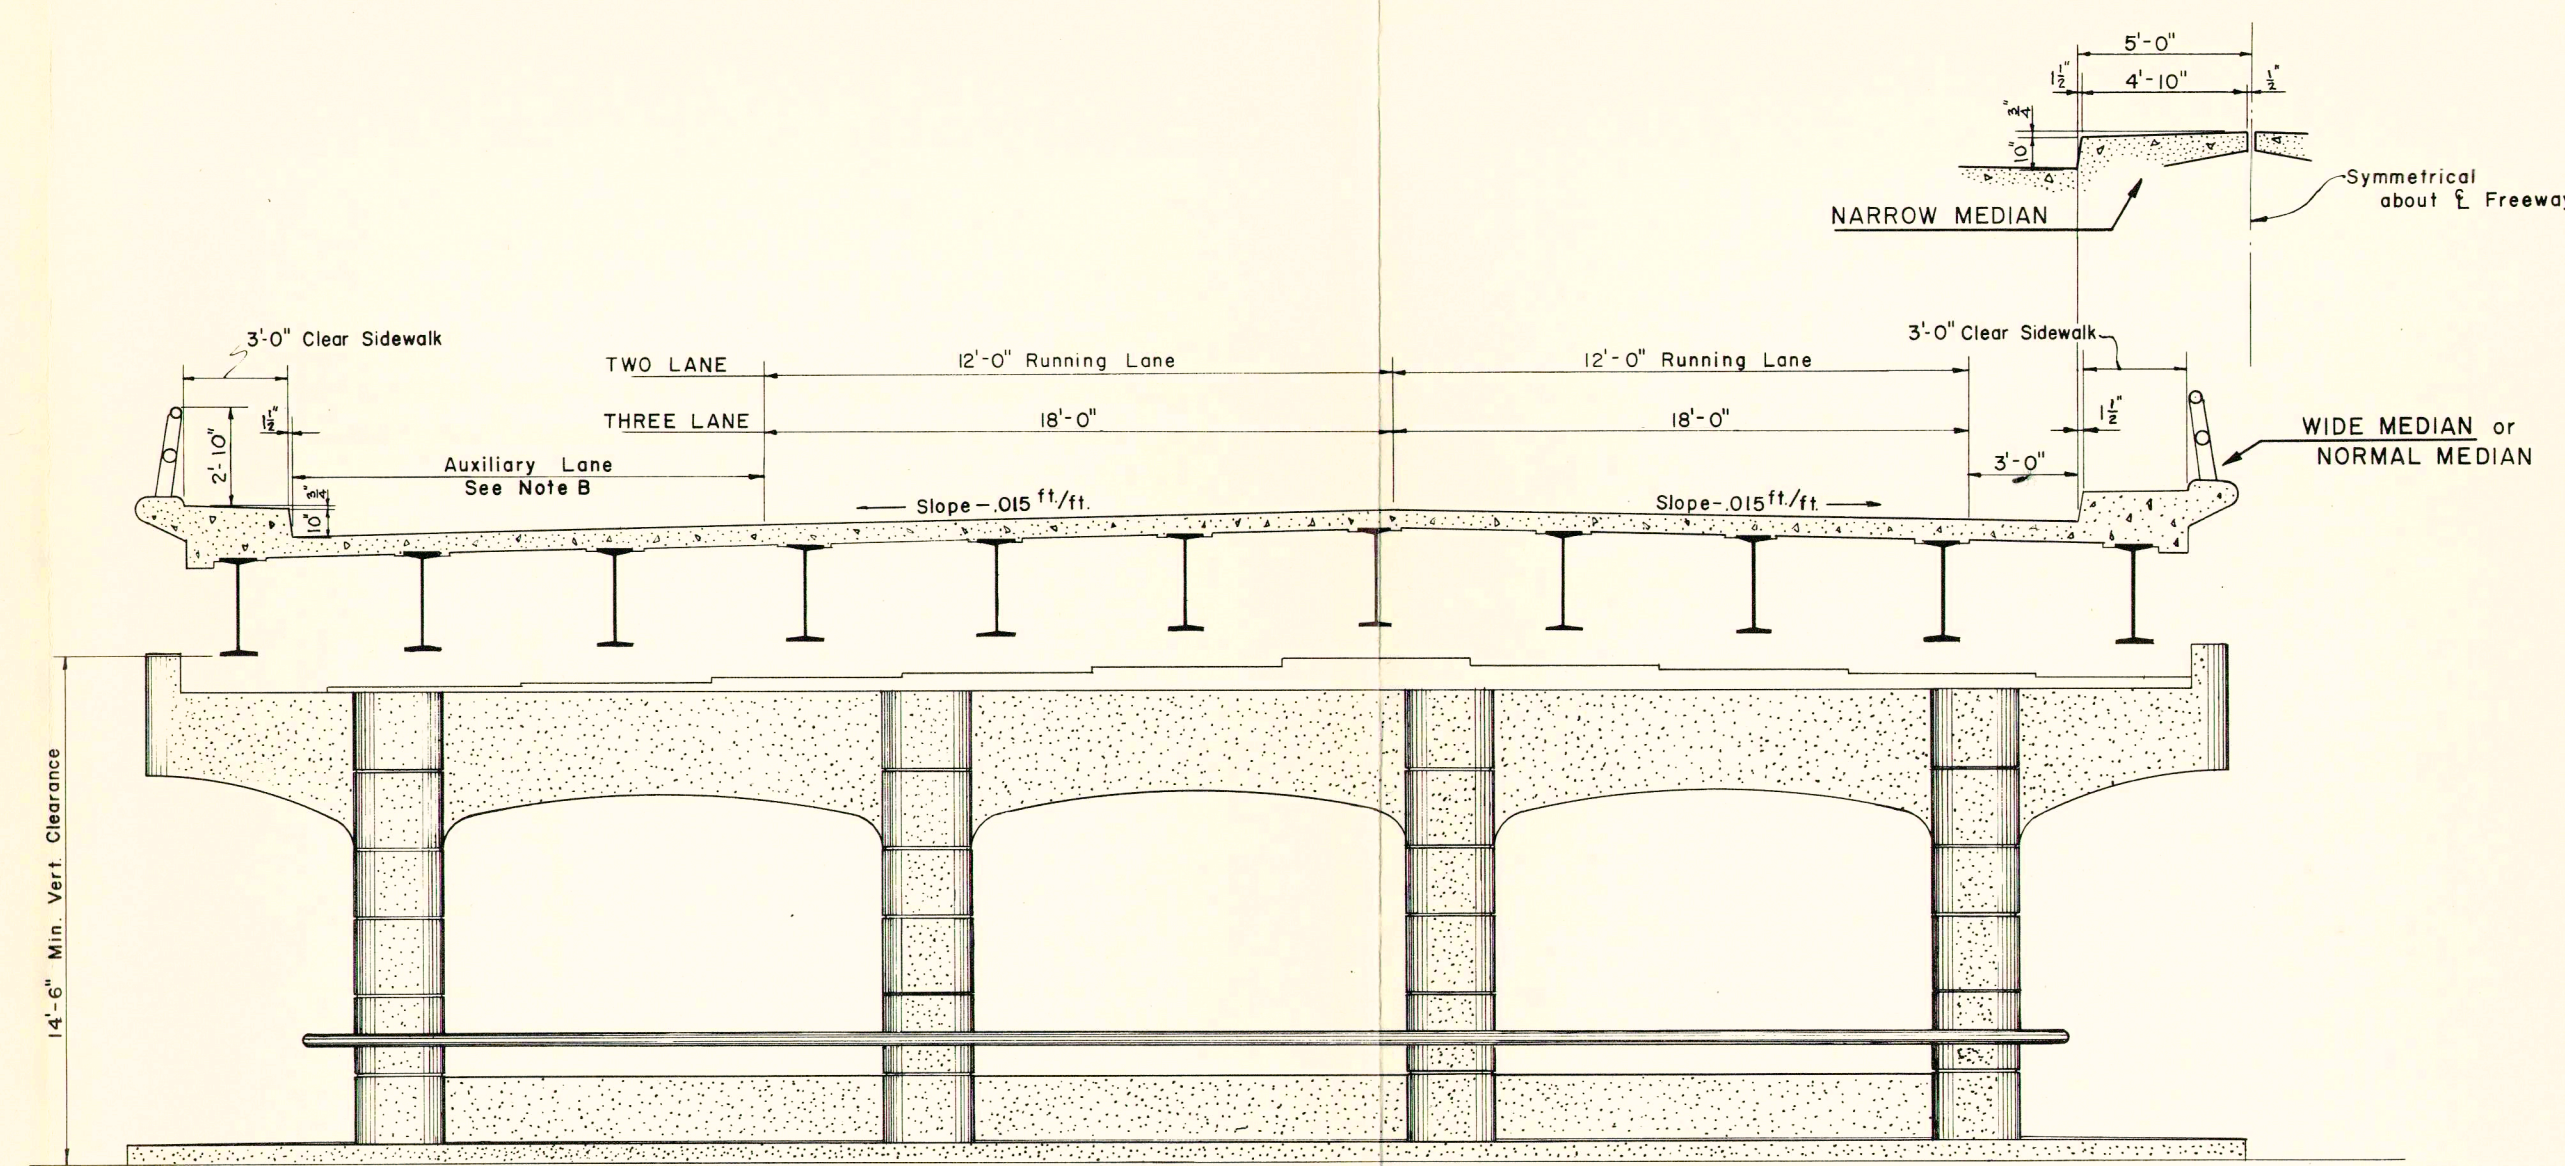 5'-0"
1½"
4'-10"
½"
¾"
10"
Symmetrical
about ℄ Freeway
NARROW MEDIAN
3'-0" Clear Sidewalk
3'-0" Clear Sidewalk
TWO LANE
12'-0" Running Lane
12'-0" Running Lane
1½"
THREE LANE
18'-0"
18'-0"
1½"
WIDE MEDIAN or
NORMAL MEDIAN
2'-10"
Auxiliary Lane
See Note B
3'-0"
¾"
10"
Slope-.015 ft./ft.
Slope-.015 ft./ft.
14'-6" Min. Vert. Clearance